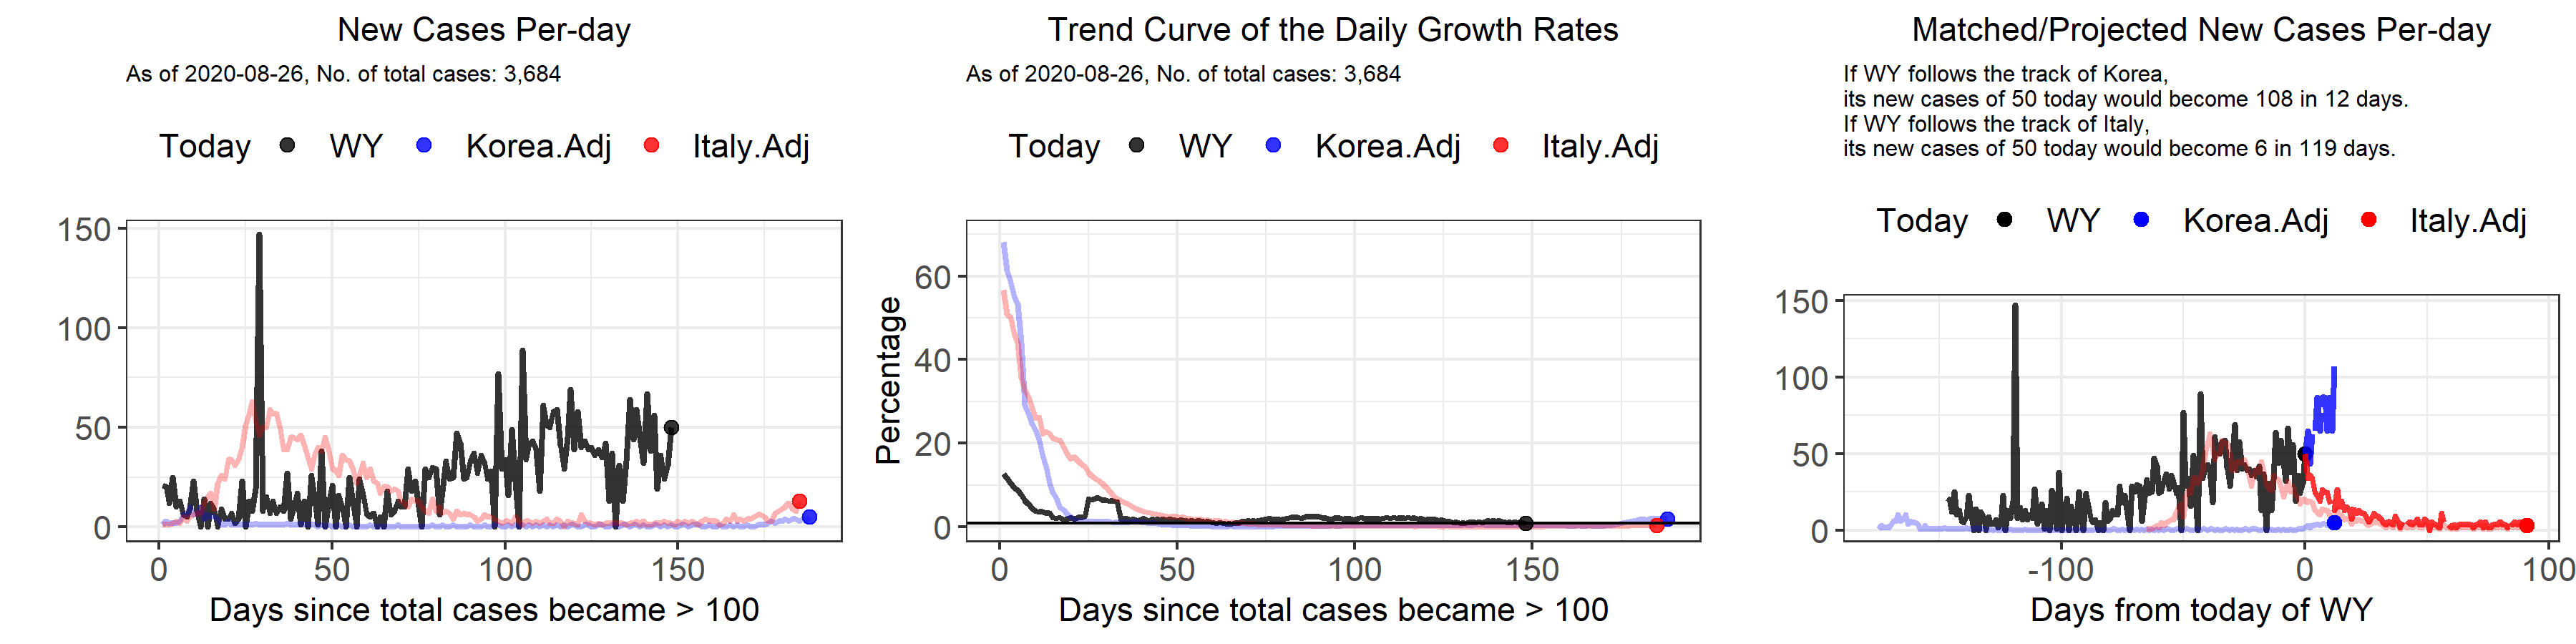 New Cases Per-day
As of 2020-08-26, No. of total cases: 3,684
Today WY Korea.Adj Italy.Adj
150
100
50
0
0 50 100 150
Days since total cases became > 100
Trend Curve of the Daily Growth Rates
As of 2020-08-26, No. of total cases: 3,684
Today WY Korea.Adj Italy.Adj
Percentage
60
40
20
0
0 50 100 150
Days since total cases became > 100
Matched/Projected New Cases Per-day
If WY follows the track of Korea,
its new cases of 50 today would become 108 in 12 days.
If WY follows the track of Italy,
its new cases of 50 today would become 6 in 119 days.
Today WY Korea.Adj Italy.Adj
150
100
50
0
-100 0 100
Days from today of WY